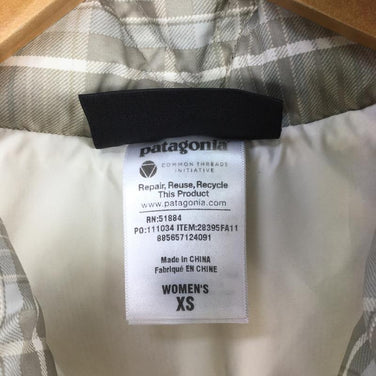 patagonia
COMMON THREADS
INITIATIVE
Repair, Reuse, Recycle
This Product
www.patagonia.com
RN:51884
PO:111034 ITEM:28395FA11
885657124091
Made in CHINA
Fabriqué EN CHINE
WOMEN'S
XS